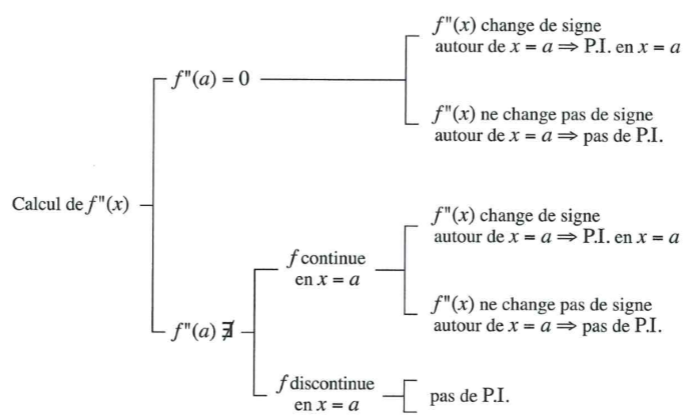 f"(x) change de signe
autour de x = a ⇒ P.I. en x = a
f"(a) = 0
f"(x) ne change pas de signe
autour de x = a ⇒ pas de P.I.
Calcul de f"(x)
f"(x) change de signe
autour de x = a ⇒ P.I. en x = a
f continue
en x = a
f"(x) ne change pas de signe
autour de x = a ⇒ pas de P.I.
f"(a) ∄
f discontinue
en x = a
pas de P.I.